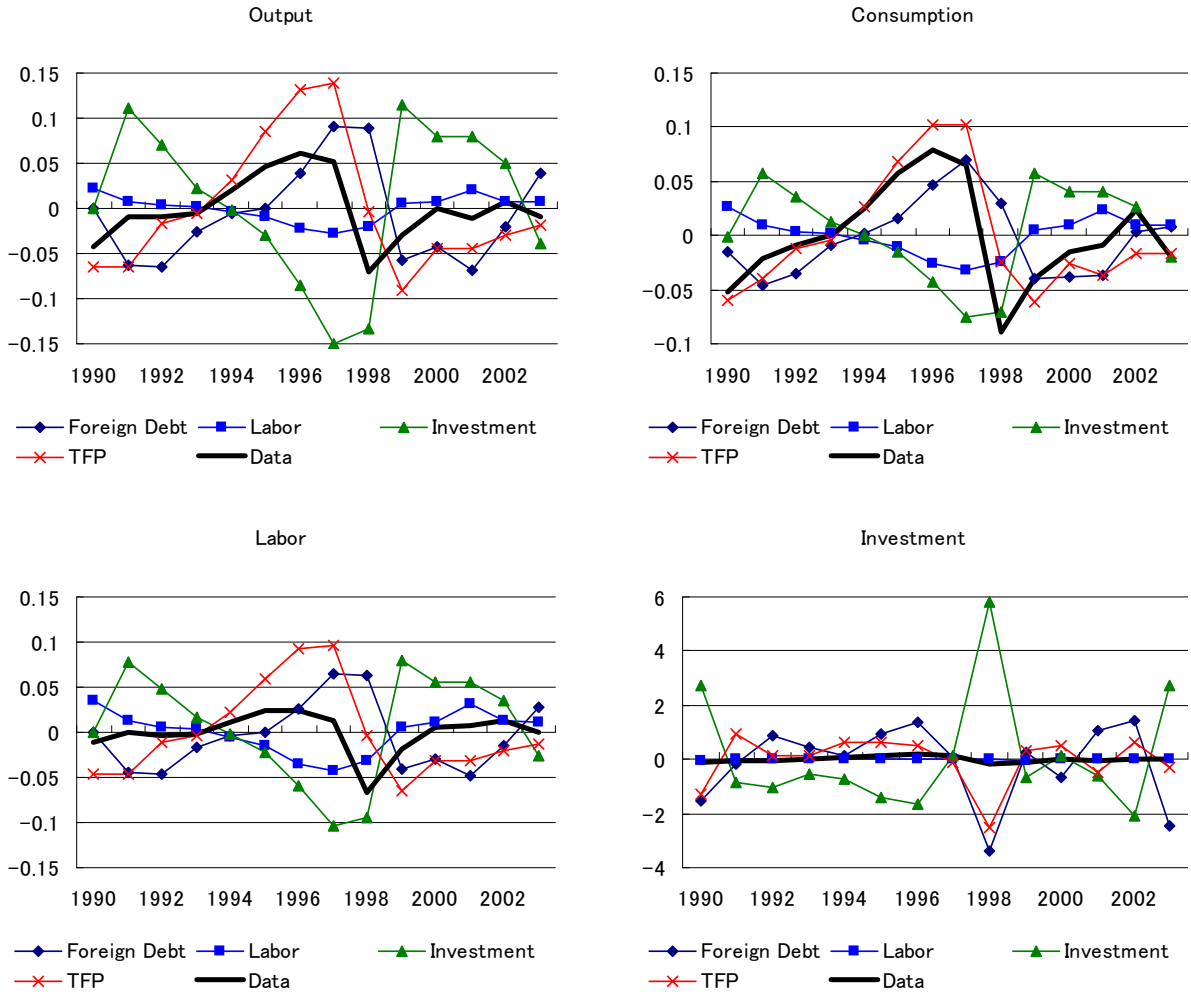 Output
0.15
0.1
0.05
0
-0.05
-0.1
-0.15
1990 1992 1994 1996 1998 2000 2002
Foreign Debt Labor Investment
TFP Data
Consumption
0.15
0.1
0.05
0
-0.05
-0.1
1990 1992 1994 1996 1998 2000 2002
Foreign Debt Labor Investment
TFP Data
Labor
0.15
0.1
0.05
0
-0.05
-0.1
-0.15
1990 1992 1994 1996 1998 2000 2002
Foreign Debt Labor Investment
TFP Data
Investment
6
4
2
0
-2
-4
1990 1992 1994 1996 1998 2000 2002
Foreign Debt Labor Investment
TFP Data